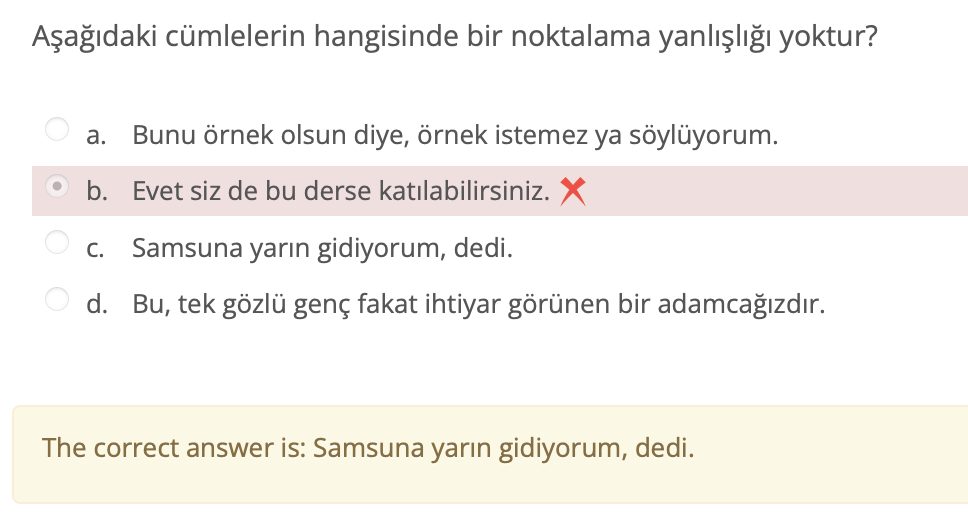 Aşağıdaki cümlelerin hangisinde bir noktalama yanlışlığı yoktur?
a. Bunu örnek olsun diye, örnek istemez ya söylüyorum.
b. Evet siz de bu derse katılabilirsiniz.
c. Samsuna yarın gidiyorum, dedi.
d. Bu, tek gözlü genç fakat ihtiyar görünen bir adamcağızdır.
The correct answer is: Samsuna yarın gidiyorum, dedi.